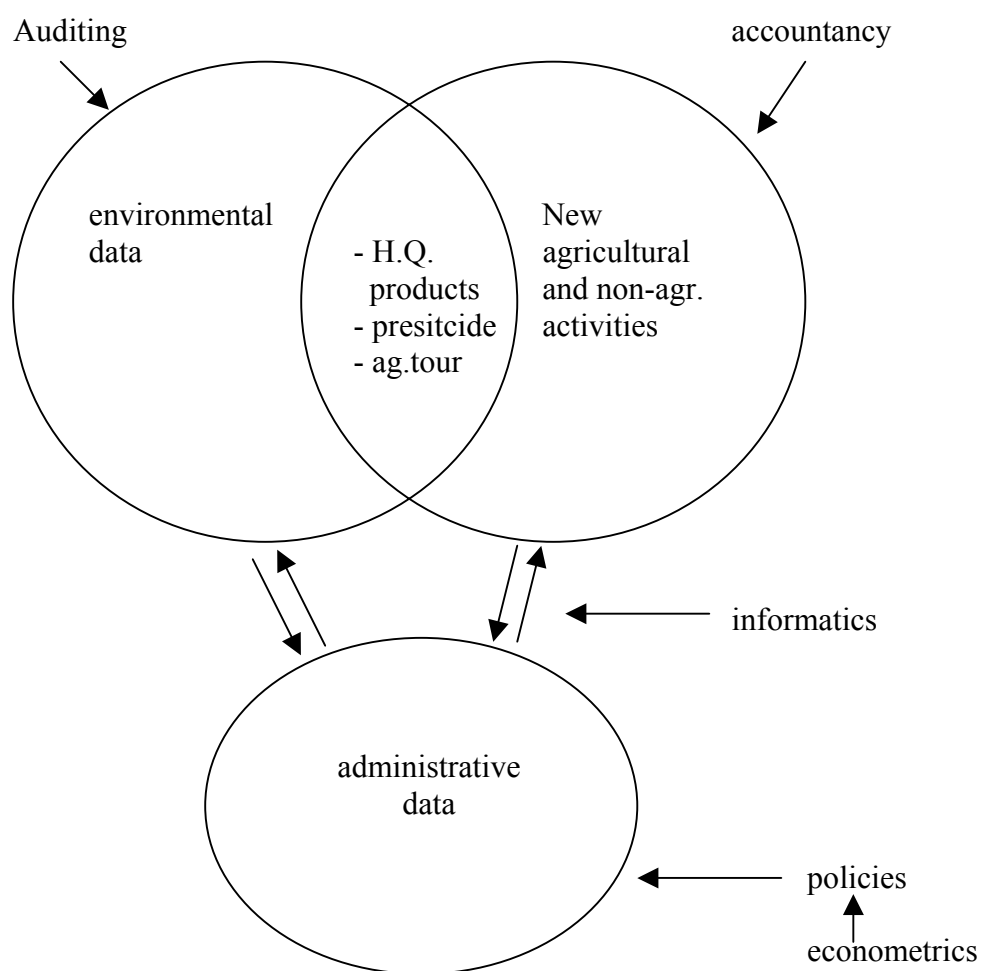 Auditing
accountancy
environmental
data
- H.Q.
products
- presitcide
- ag.tour
New
agricultural
and non-agr.
activities
informatics
administrative
data
policies
econometrics